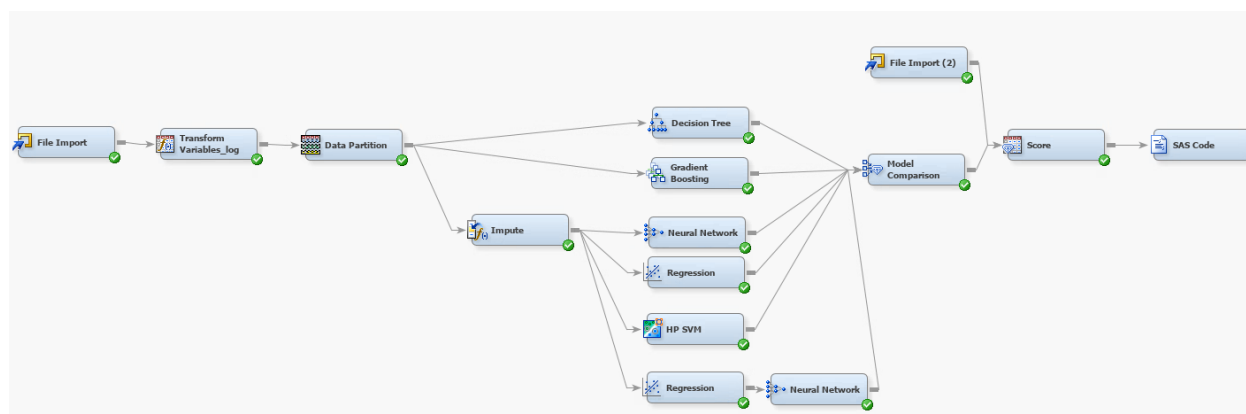 File Import (2)
File Import
Transform
Variables_log
Data Partition
Decision Tree
Gradient
Boosting
Impute
Neural Network
Regression
HP SVM
Regression
Neural Network
Model
Comparison
Score
SAS Code